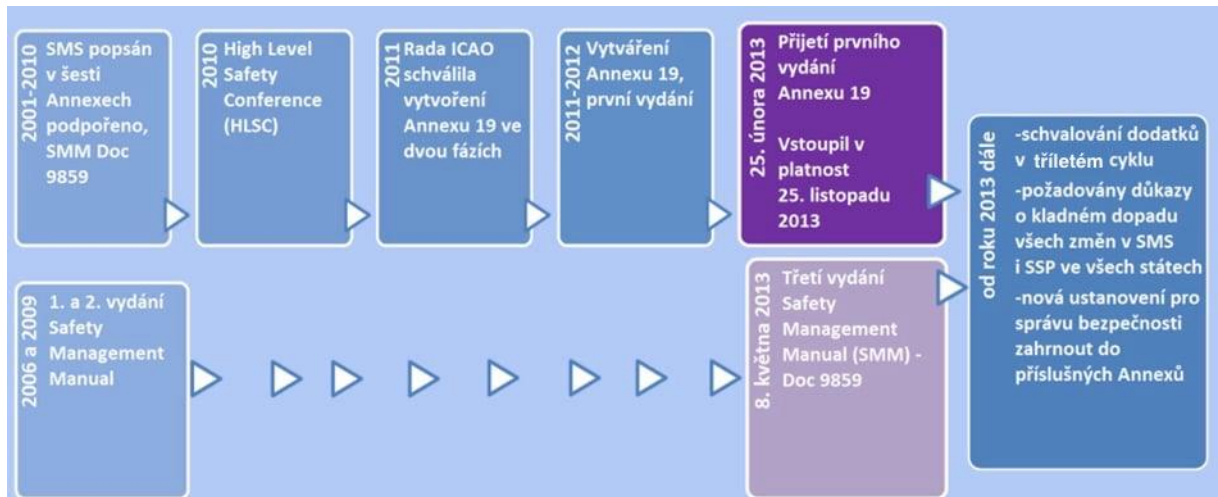 2001-2010
SMS popsán
v šesti
Annexech
podpořeno,
SMM Doc
9859
2010
High Level
Safety
Conference
(HLSC)
2011
Rada ICAO
schválila
vytvoření
Annexu 19 ve
dvou fázích
2011-2012
Vytváření
Annexu 19,
první vydání
25. února 2013
Přijetí prvního
vydání
Annexu 19
Vstoupil v
platnost
25. listopadu
2013
2006 a 2009
1. a 2. vydání
Safety
Management
Manual
8. května 2013
Třetí vydání
Safety
Management
Manual (SMM) -
Doc 9859
od roku 2013 dále
-schvalování dodatků
v tříletém cyklu
-požadovány důkazy
o kladném dopadu
všech změn v SMS
i SSP ve všech státech
-nová ustanovení pro
správu bezpečnosti
zahrnout do
příslušných Annexů